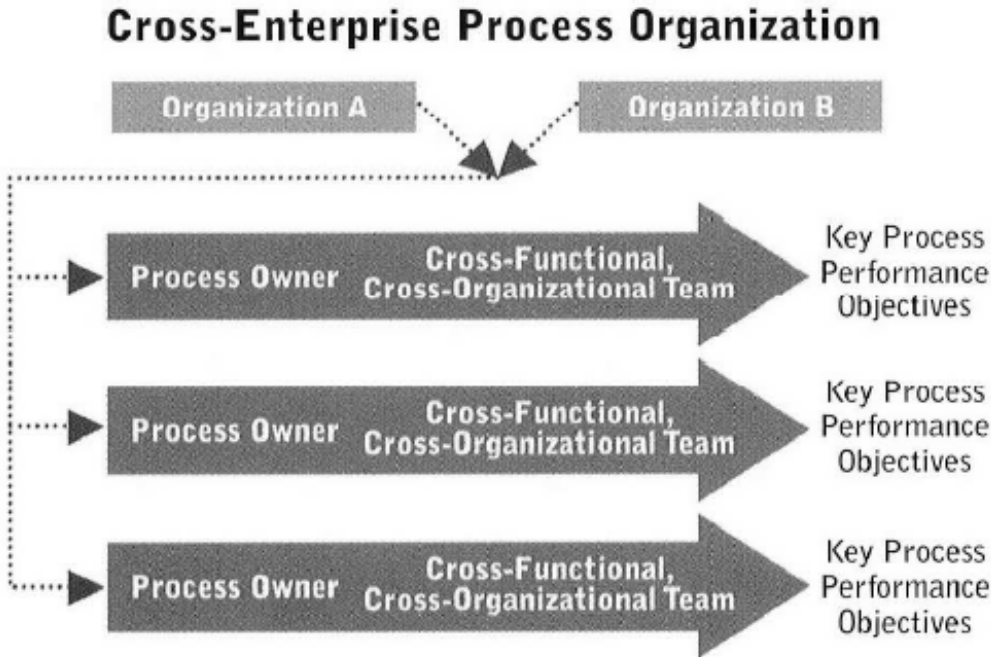 Cross-Enterprise Process Organization
Organization A
Organization B
Process Owner
Cross-Functional,
Cross-Organizational Team
Key Process
Performance
Objectives
Process Owner
Cross-Functional,
Cross-Organizational Team
Key Process
Performance
Objectives
Process Owner
Cross-Functional,
Cross-Organizational Team
Key Process
Performance
Objectives